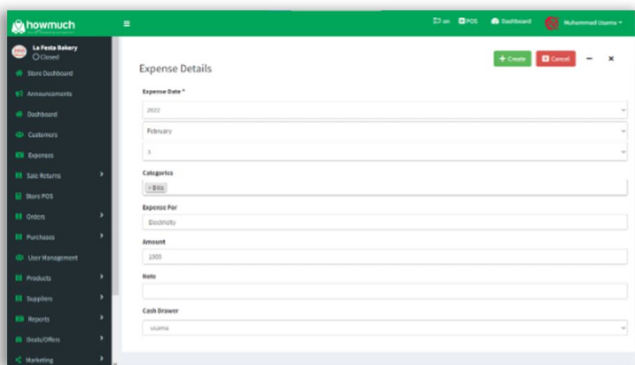 howmuch
en
POS
Dashboard
Muhammad Usama
La Festa Bakery
Closed
Store Dashboard
Announcements
Dashboard
Customers
Expenses
Sale Returns
Store POS
Orders
Purchases
User Management
Products
Suppliers
Reports
Deals/Offers
Marketing
+ Create
Cancel
Expense Details
Expense Date *
2022
February
3
Categories
× Bills
Expense For
Electricity
Amount
1000
Note
Cash Drawer
usama